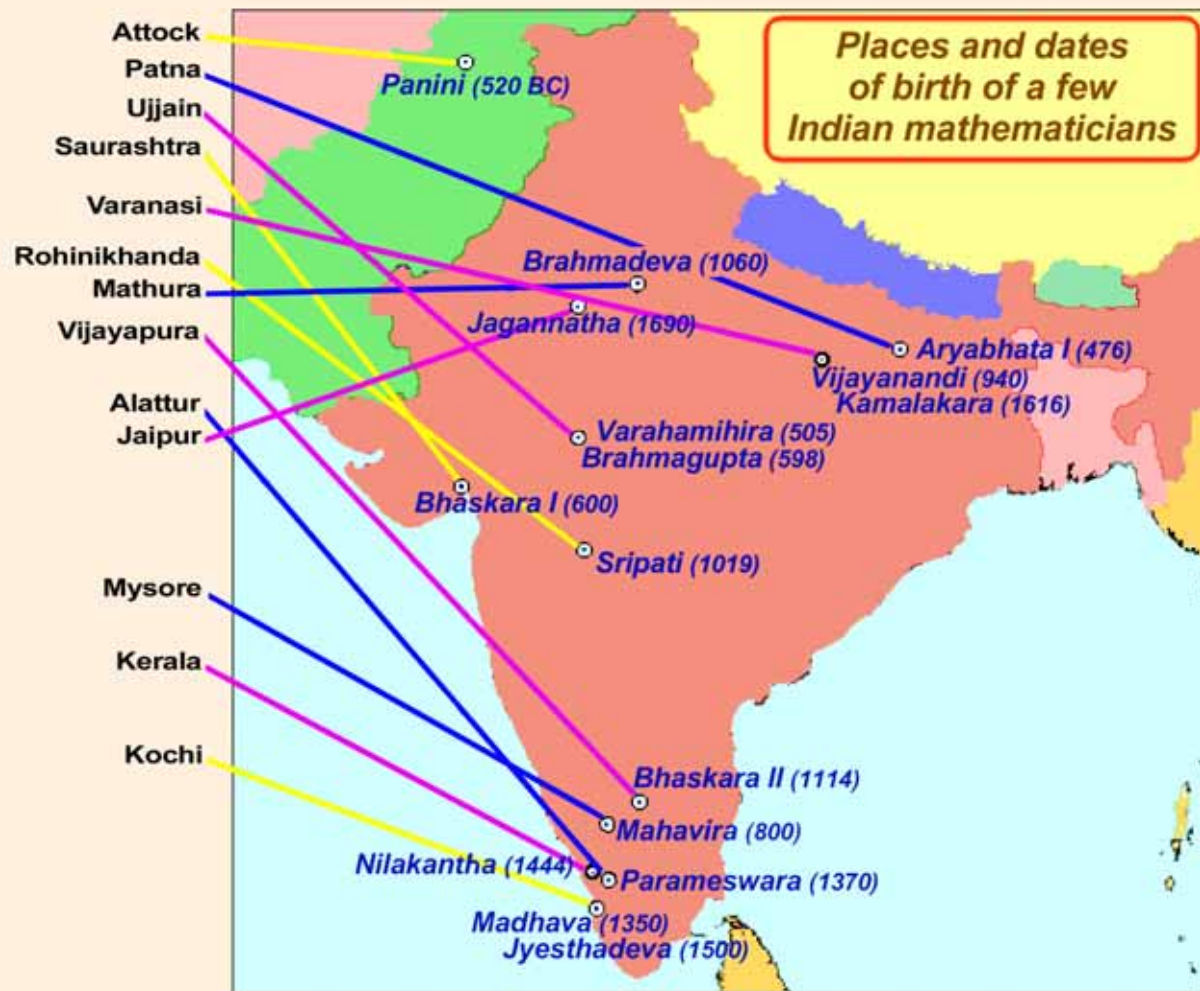 Places and dates
of birth of a few
Indian mathematicians
Attock
Patna
Ujjain
Saurashtra
Varanasi
Rohinikhanda
Mathura
Vijayapura
Alattur
Jaipur
Mysore
Kerala
Kochi
Panini (520 BC)
Brahmadeva (1060)
Jagannatha (1690)
Aryabhata I (476)
Vijayanandi (940)
Kamalakara (1616)
Varahamihira (505)
Brahmagupta (598)
Bhaskara I (600)
Sripati (1019)
Bhaskara II (1114)
Mahavira (800)
Nilakantha (1444)
Parameswara (1370)
Madhava (1350)
Jyesthadeva (1500)